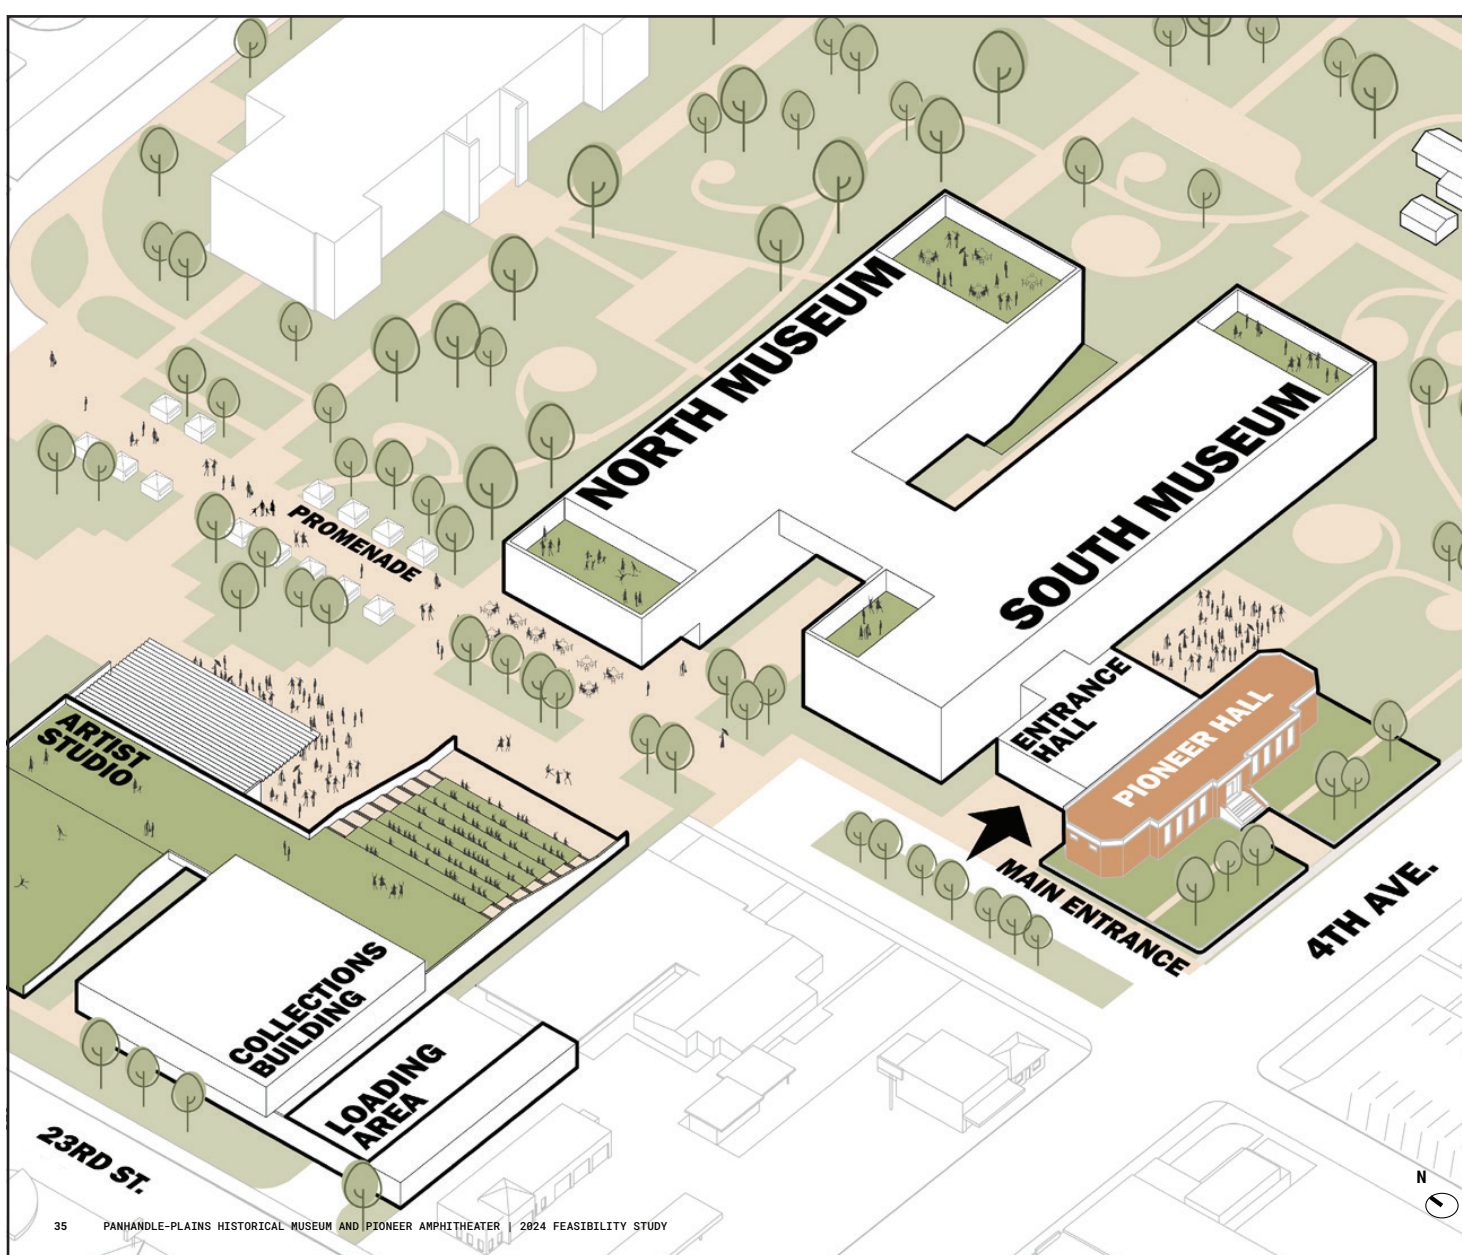 NORTH MUSEUM
SOUTH MUSEUM
PROMENADE
ENTRANCE
HALL
PIONEER HALL
ARTIST
STUDIO
MAIN ENTRANCE
4TH AVE.
COLLECTIONS
BUILDING
LOADING
AREA
23RD ST.
N
35 PANHANDLE-PLAINS HISTORICAL MUSEUM AND PIONEER AMPHITHEATER | 2024 FEASIBILITY STUDY